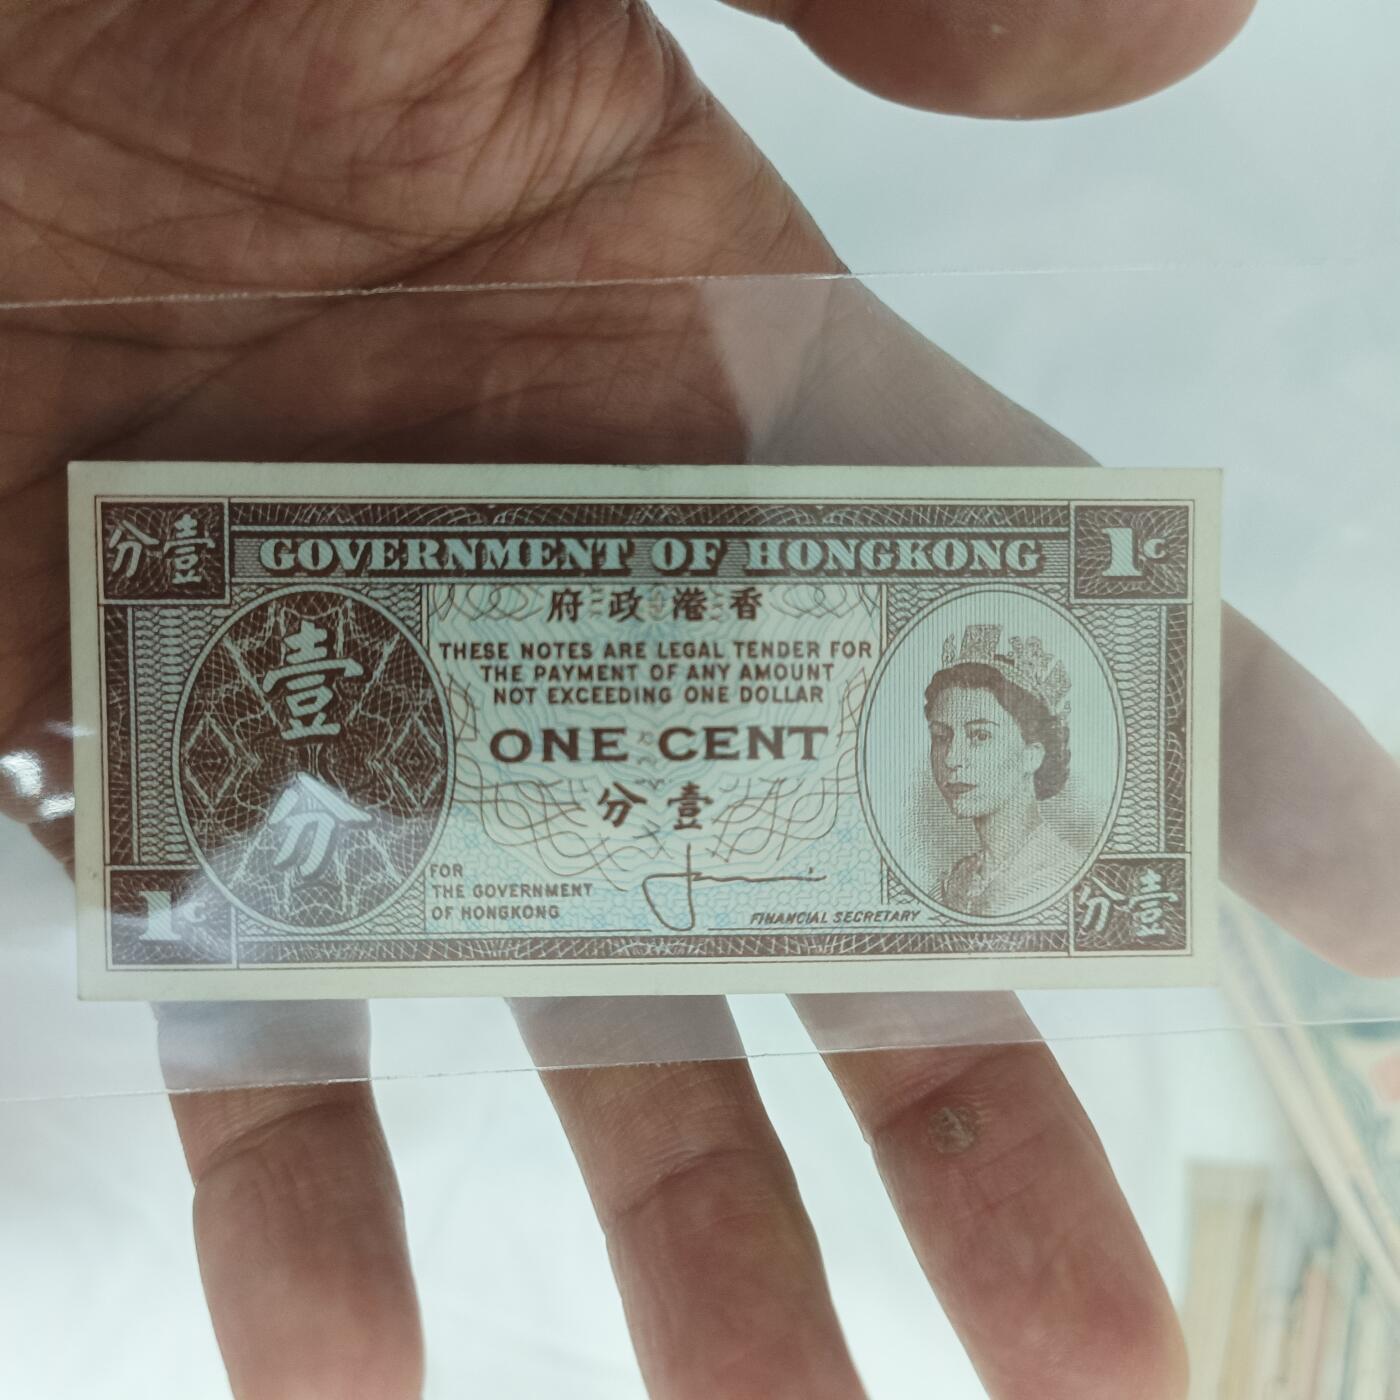 分壹
GOVERNMENT OF HONGKONG
1c
府政港香
THESE NOTES ARE LEGAL TENDER FOR
THE PAYMENT OF ANY AMOUNT
NOT EXCEEDING ONE DOLLAR
壹
分
ONE CENT
分壹
FOR
THE GOVERNMENT
OF HONGKONG
FINANCIAL SECRETARY
1c
分壹